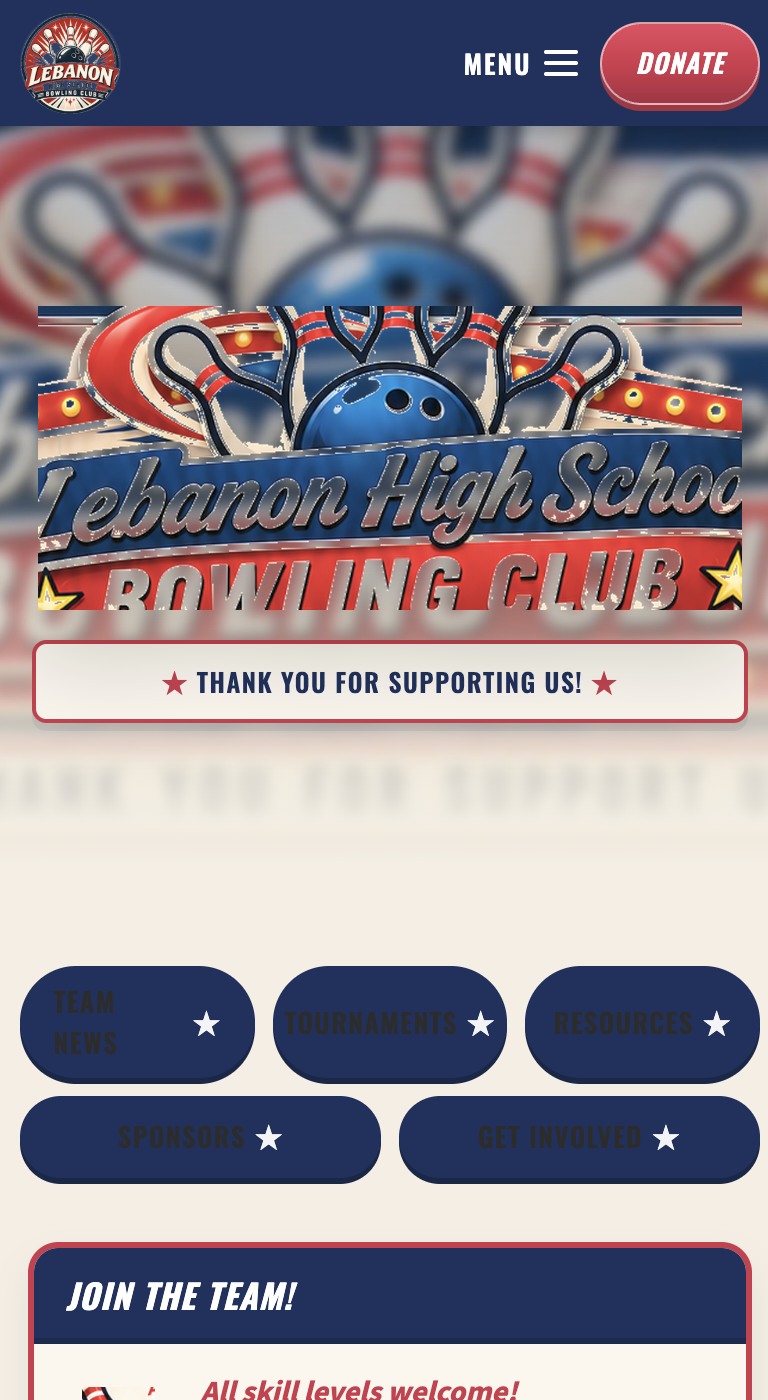 LEBANON
BOWLING CLUB
MENU
DONATE
Lebanon High School
BOWLING CLUB
★ THANK YOU FOR SUPPORTING US! ★
TEAM
NEWS ★
TOURNAMENTS ★
RESOURCES ★
SPONSORS ★
GET INVOLVED ★
JOIN THE TEAM!
All skill levels welcome!